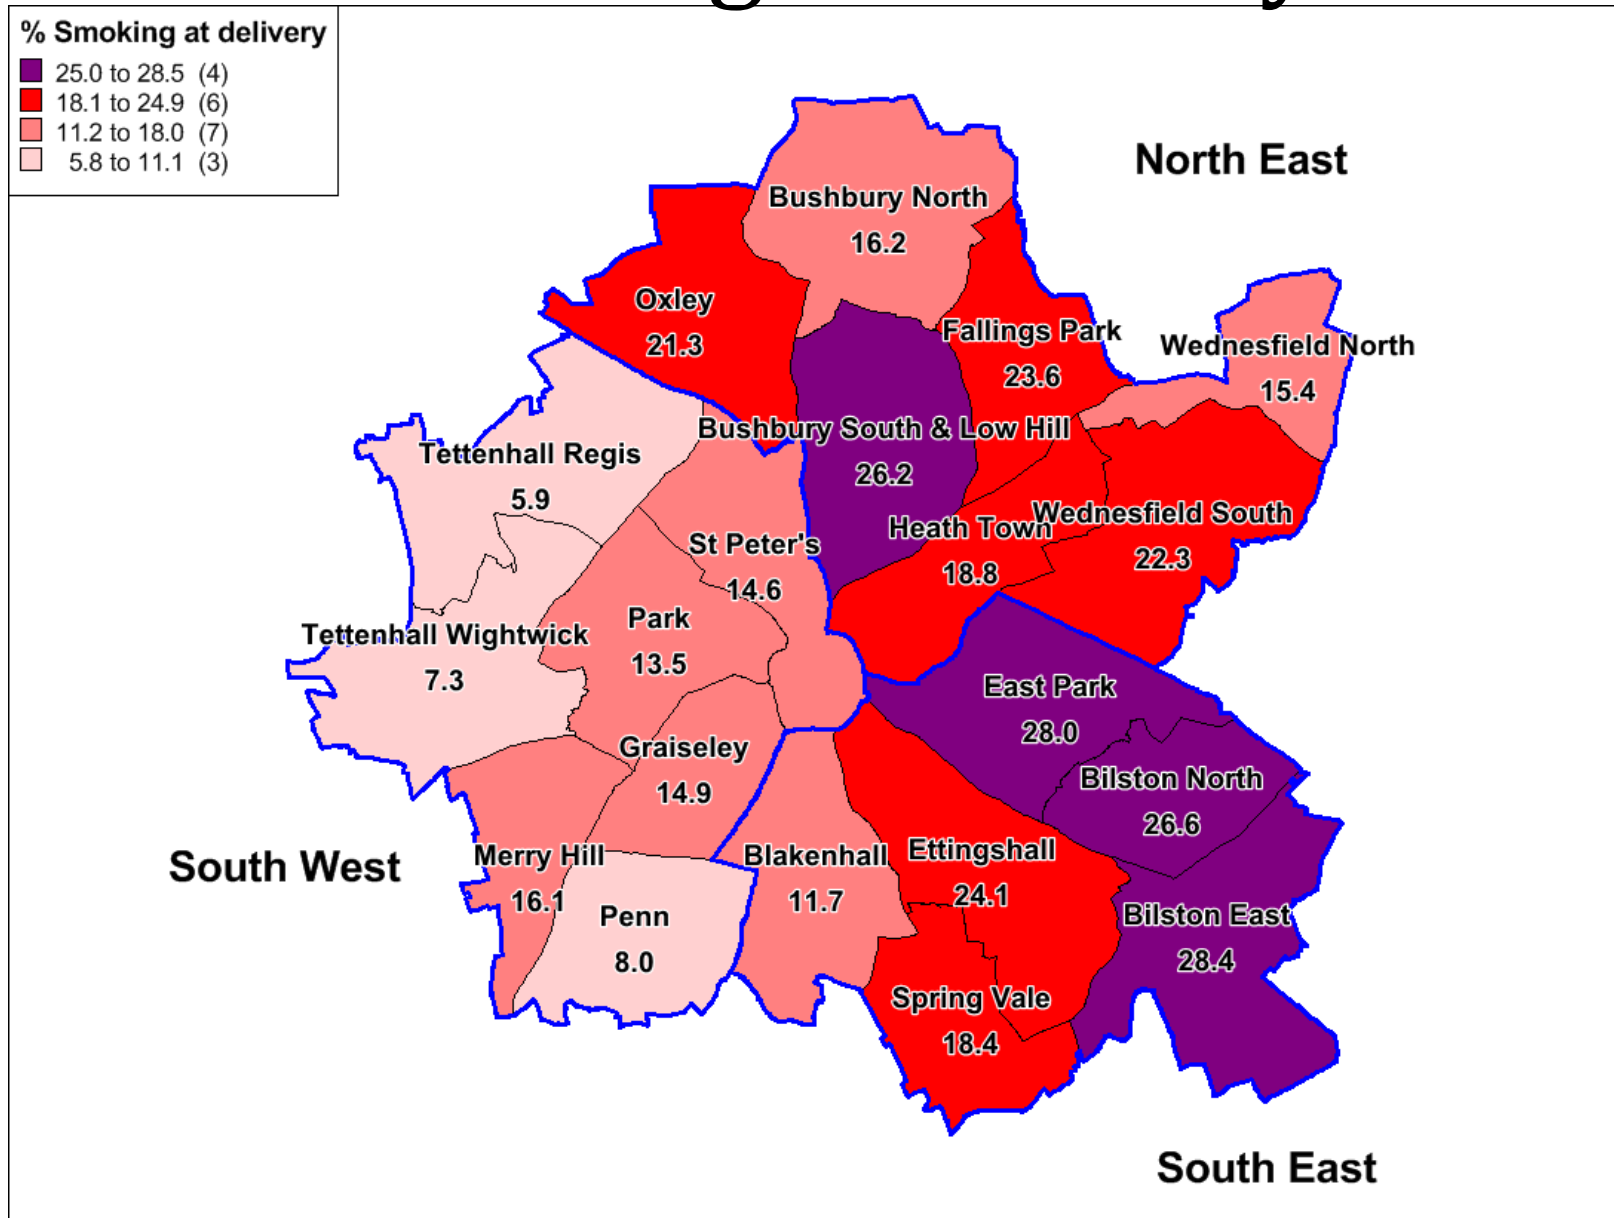 % Smoking at delivery
25.0 to 28.5 (4)
18.1 to 24.9 (6)
11.2 to 18.0 (7)
5.8 to 11.1 (3)
North East
Bushbury North
16.2
Oxley
21.3
Fallings Park
23.6
Wednesfield North
15.4
Bushbury South & Low Hill
26.2
Tettenhall Regis
5.9
Heath Town
18.8
Wednesfield South
22.3
St Peter's
14.6
Park
13.5
Tettenhall Wightwick
7.3
East Park
28.0
Graiseley
14.9
Bilston North
26.6
South West
Merry Hill
16.1
Blakenhall
11.7
Ettingshall
24.1
Penn
8.0
Bilston East
28.4
Spring Vale
18.4
South East